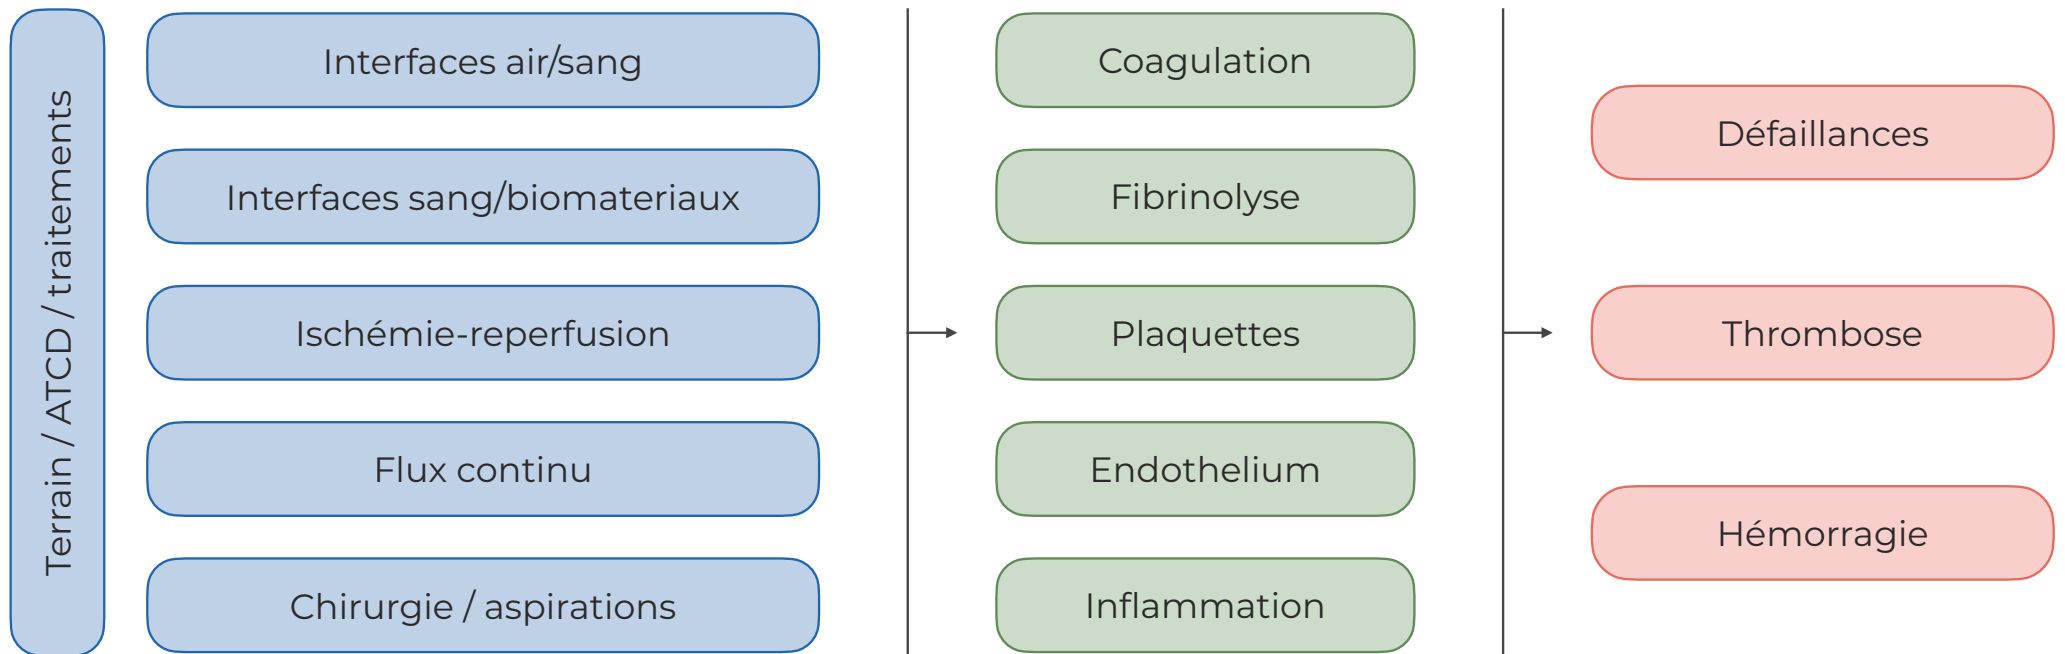 Terrain / ATCD / traitements
Interfaces air/sang
Interfaces sang/biomateriaux
Ischémie-reperfusion
Flux continu
Chirurgie / aspirations
Coagulation
Fibrinolyse
Plaquettes
Endothelium
Inflammation
Défaillances
Thrombose
Hémorragie